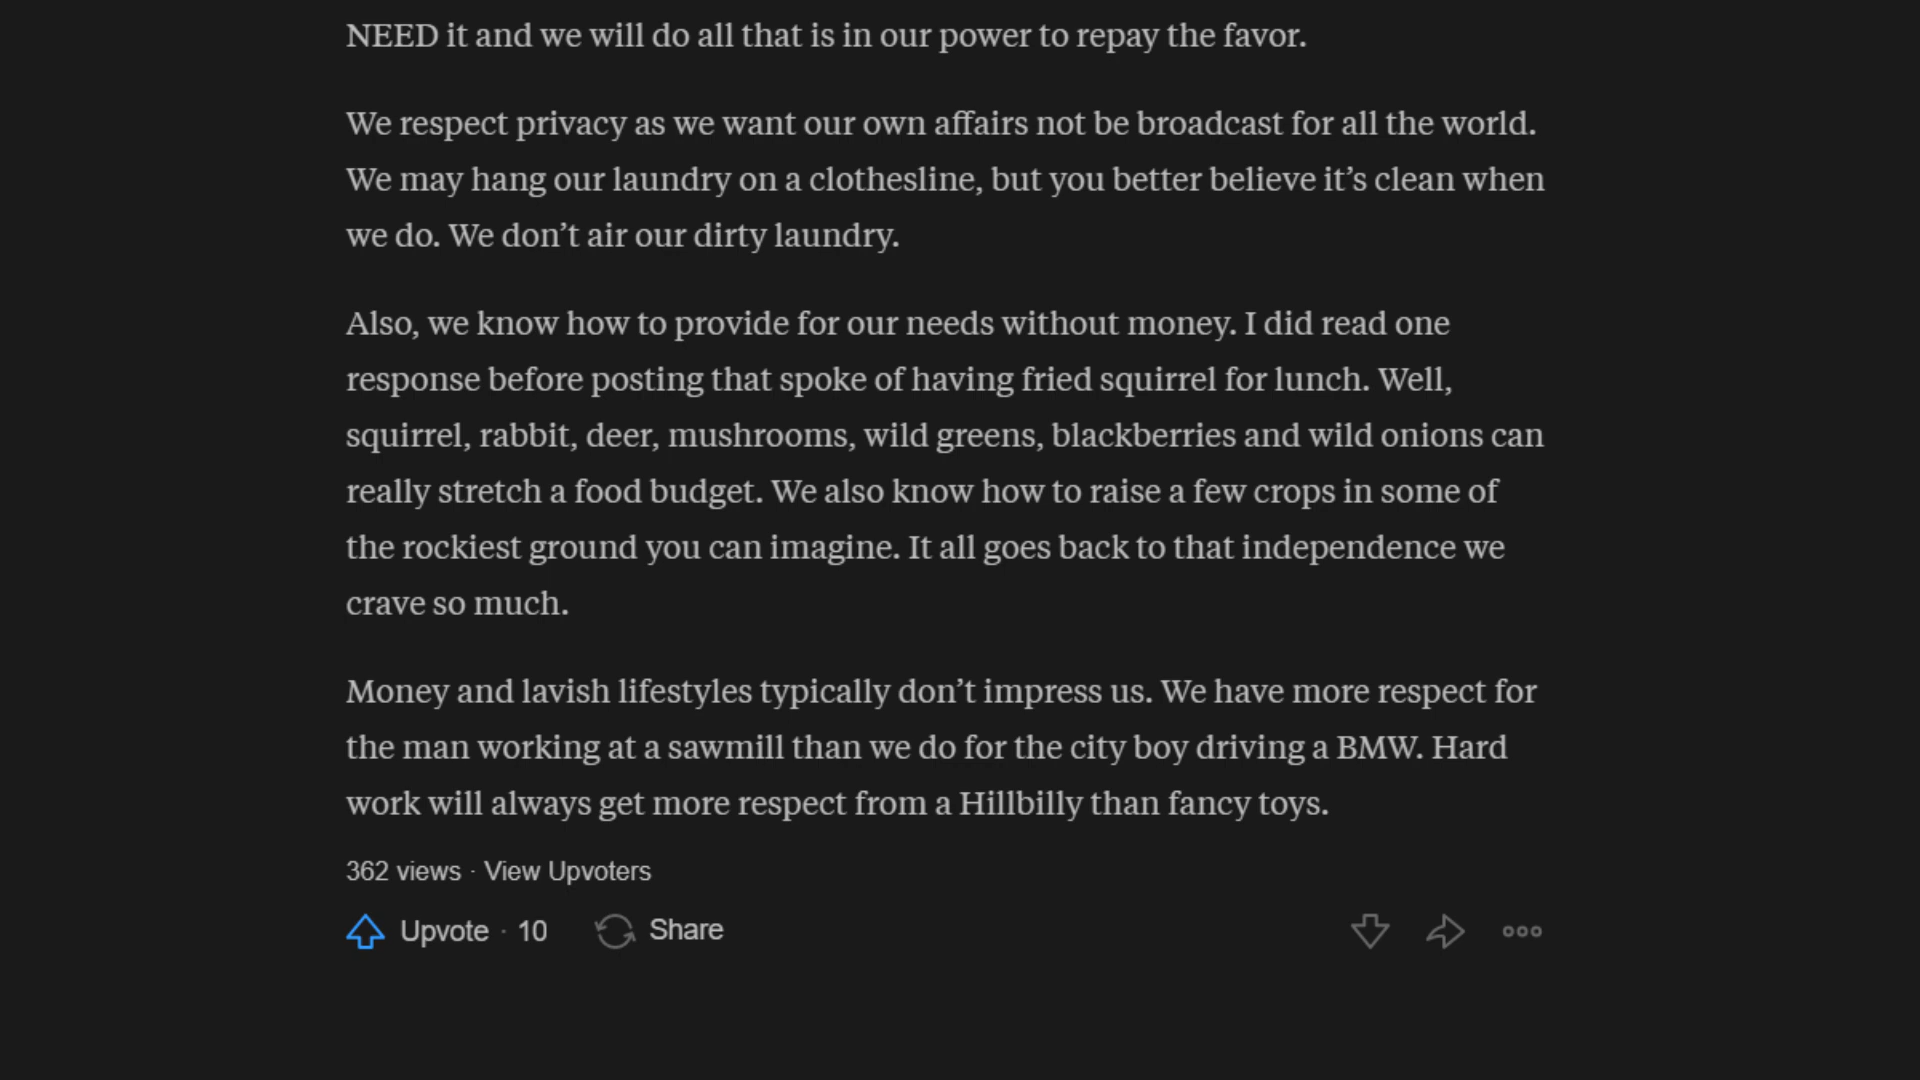 NEED it and we will do all that is in our power to repay the favor.
We respect privacy as we want our own affairs not be broadcast for all the world.
We may hang our laundry on a clothesline, but you better believe it’s clean when
we do. We don’t air our dirty laundry.
Also, we know how to provide for our needs without money. I did read one
response before posting that spoke of having fried squirrel for lunch. Well,
squirrel, rabbit, deer, mushrooms, wild greens, blackberries and wild onions can
really stretch a food budget. We also know how to raise a few crops in some of
the rockiest ground you can imagine. It all goes back to that independence we
crave so much.
Money and lavish lifestyles typically don’t impress us. We have more respect for
the man working at a sawmill than we do for the city boy driving a BMW. Hard
work will always get more respect from a Hillbilly than fancy toys.
362 views · View Upvoters
Upvote · 10 Share